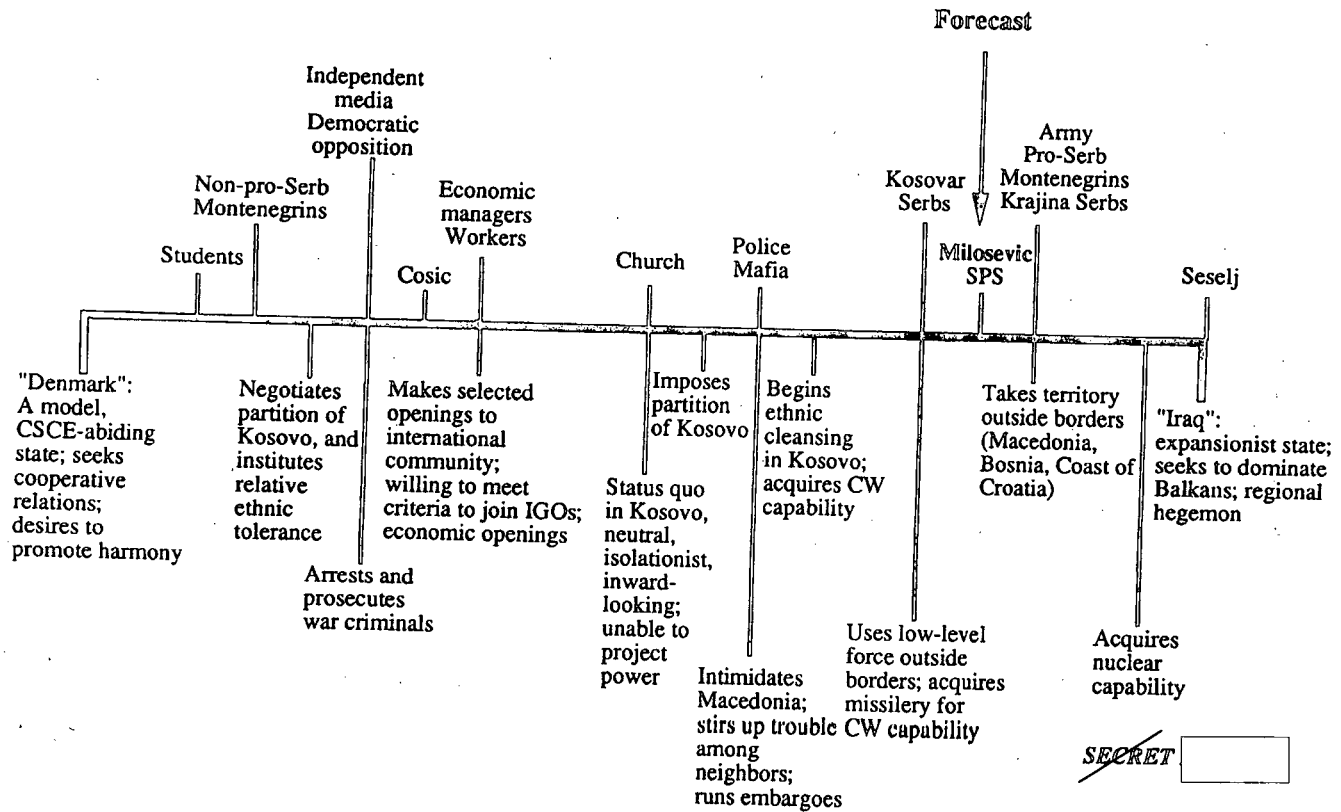 Forecast
Independent
media
Democratic
opposition
Non-pro-Serb
Montenegrins
Students
Economic
managers
Workers
Cosic
Church
Police
Mafia
Kosovar
Serbs
Milosevic
SPS
Army
Pro-Serb
Montenegrins
Krajina Serbs
Seselj
"Denmark":
A model,
CSCE-abiding
state; seeks
cooperative
relations;
desires to
promote harmony
Negotiates
partition of
Kosovo, and
institutes
relative
ethnic
tolerance
Arrests and
prosecutes
war criminals
Makes selected
openings to
international
community;
willing to meet
criteria to join IGOs;
economic openings
Status quo
in Kosovo,
neutral,
isolationist,
inward-
looking;
unable to
project
power
Imposes
partition
of Kosovo
Intimidates
Macedonia;
stirs up trouble
among
neighbors;
runs embargoes
Begins
ethnic
cleansing
in Kosovo;
acquires CW
capability
Uses low-level
force outside
borders; acquires
missilery for
CW capability
Takes territory
outside borders
(Macedonia,
Bosnia, Coast of
Croatia)
Acquires
nuclear
capability
"Iraq":
expansionist state;
seeks to dominate
Balkans; regional
hegemon
SECRET